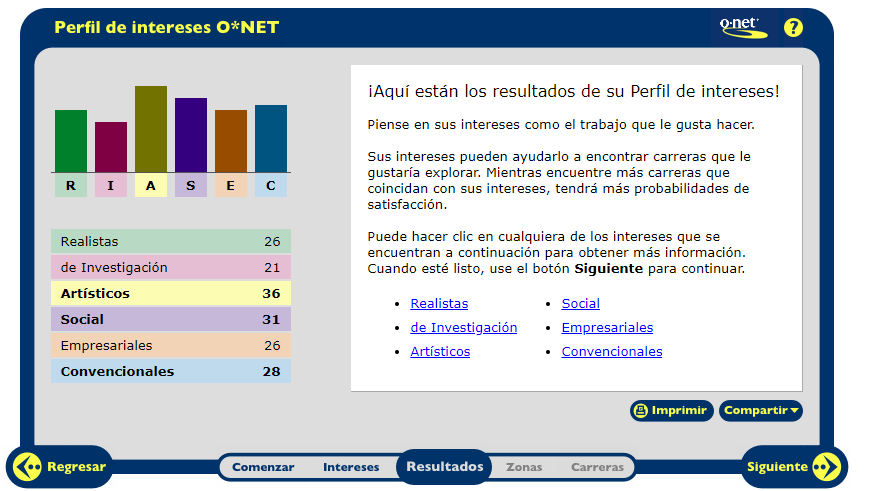 Perfil de intereses O*NET
o·net
?
R I A S E C
Realistas 26
de Investigación 21
Artísticos 36
Social 31
Empresariales 26
Convencionales 28
¡Aquí están los resultados de su Perfil de intereses!
Piense en sus intereses como el trabajo que le gusta hacer.
Sus intereses pueden ayudarlo a encontrar carreras que le
gustaría explorar. Mientras encuentre más carreras que
coincidan con sus intereses, tendrá más probabilidades de
satisfacción.
Puede hacer clic en cualquiera de los intereses que se
encuentran a continuación para obtener más información.
Cuando esté listo, use el botón Siguiente para continuar.
• Realistas
• de Investigación
• Artísticos
• Social
• Empresariales
• Convencionales
Imprimir Compartir
Regresar Comenzar Intereses Resultados Zonas Carreras Siguiente